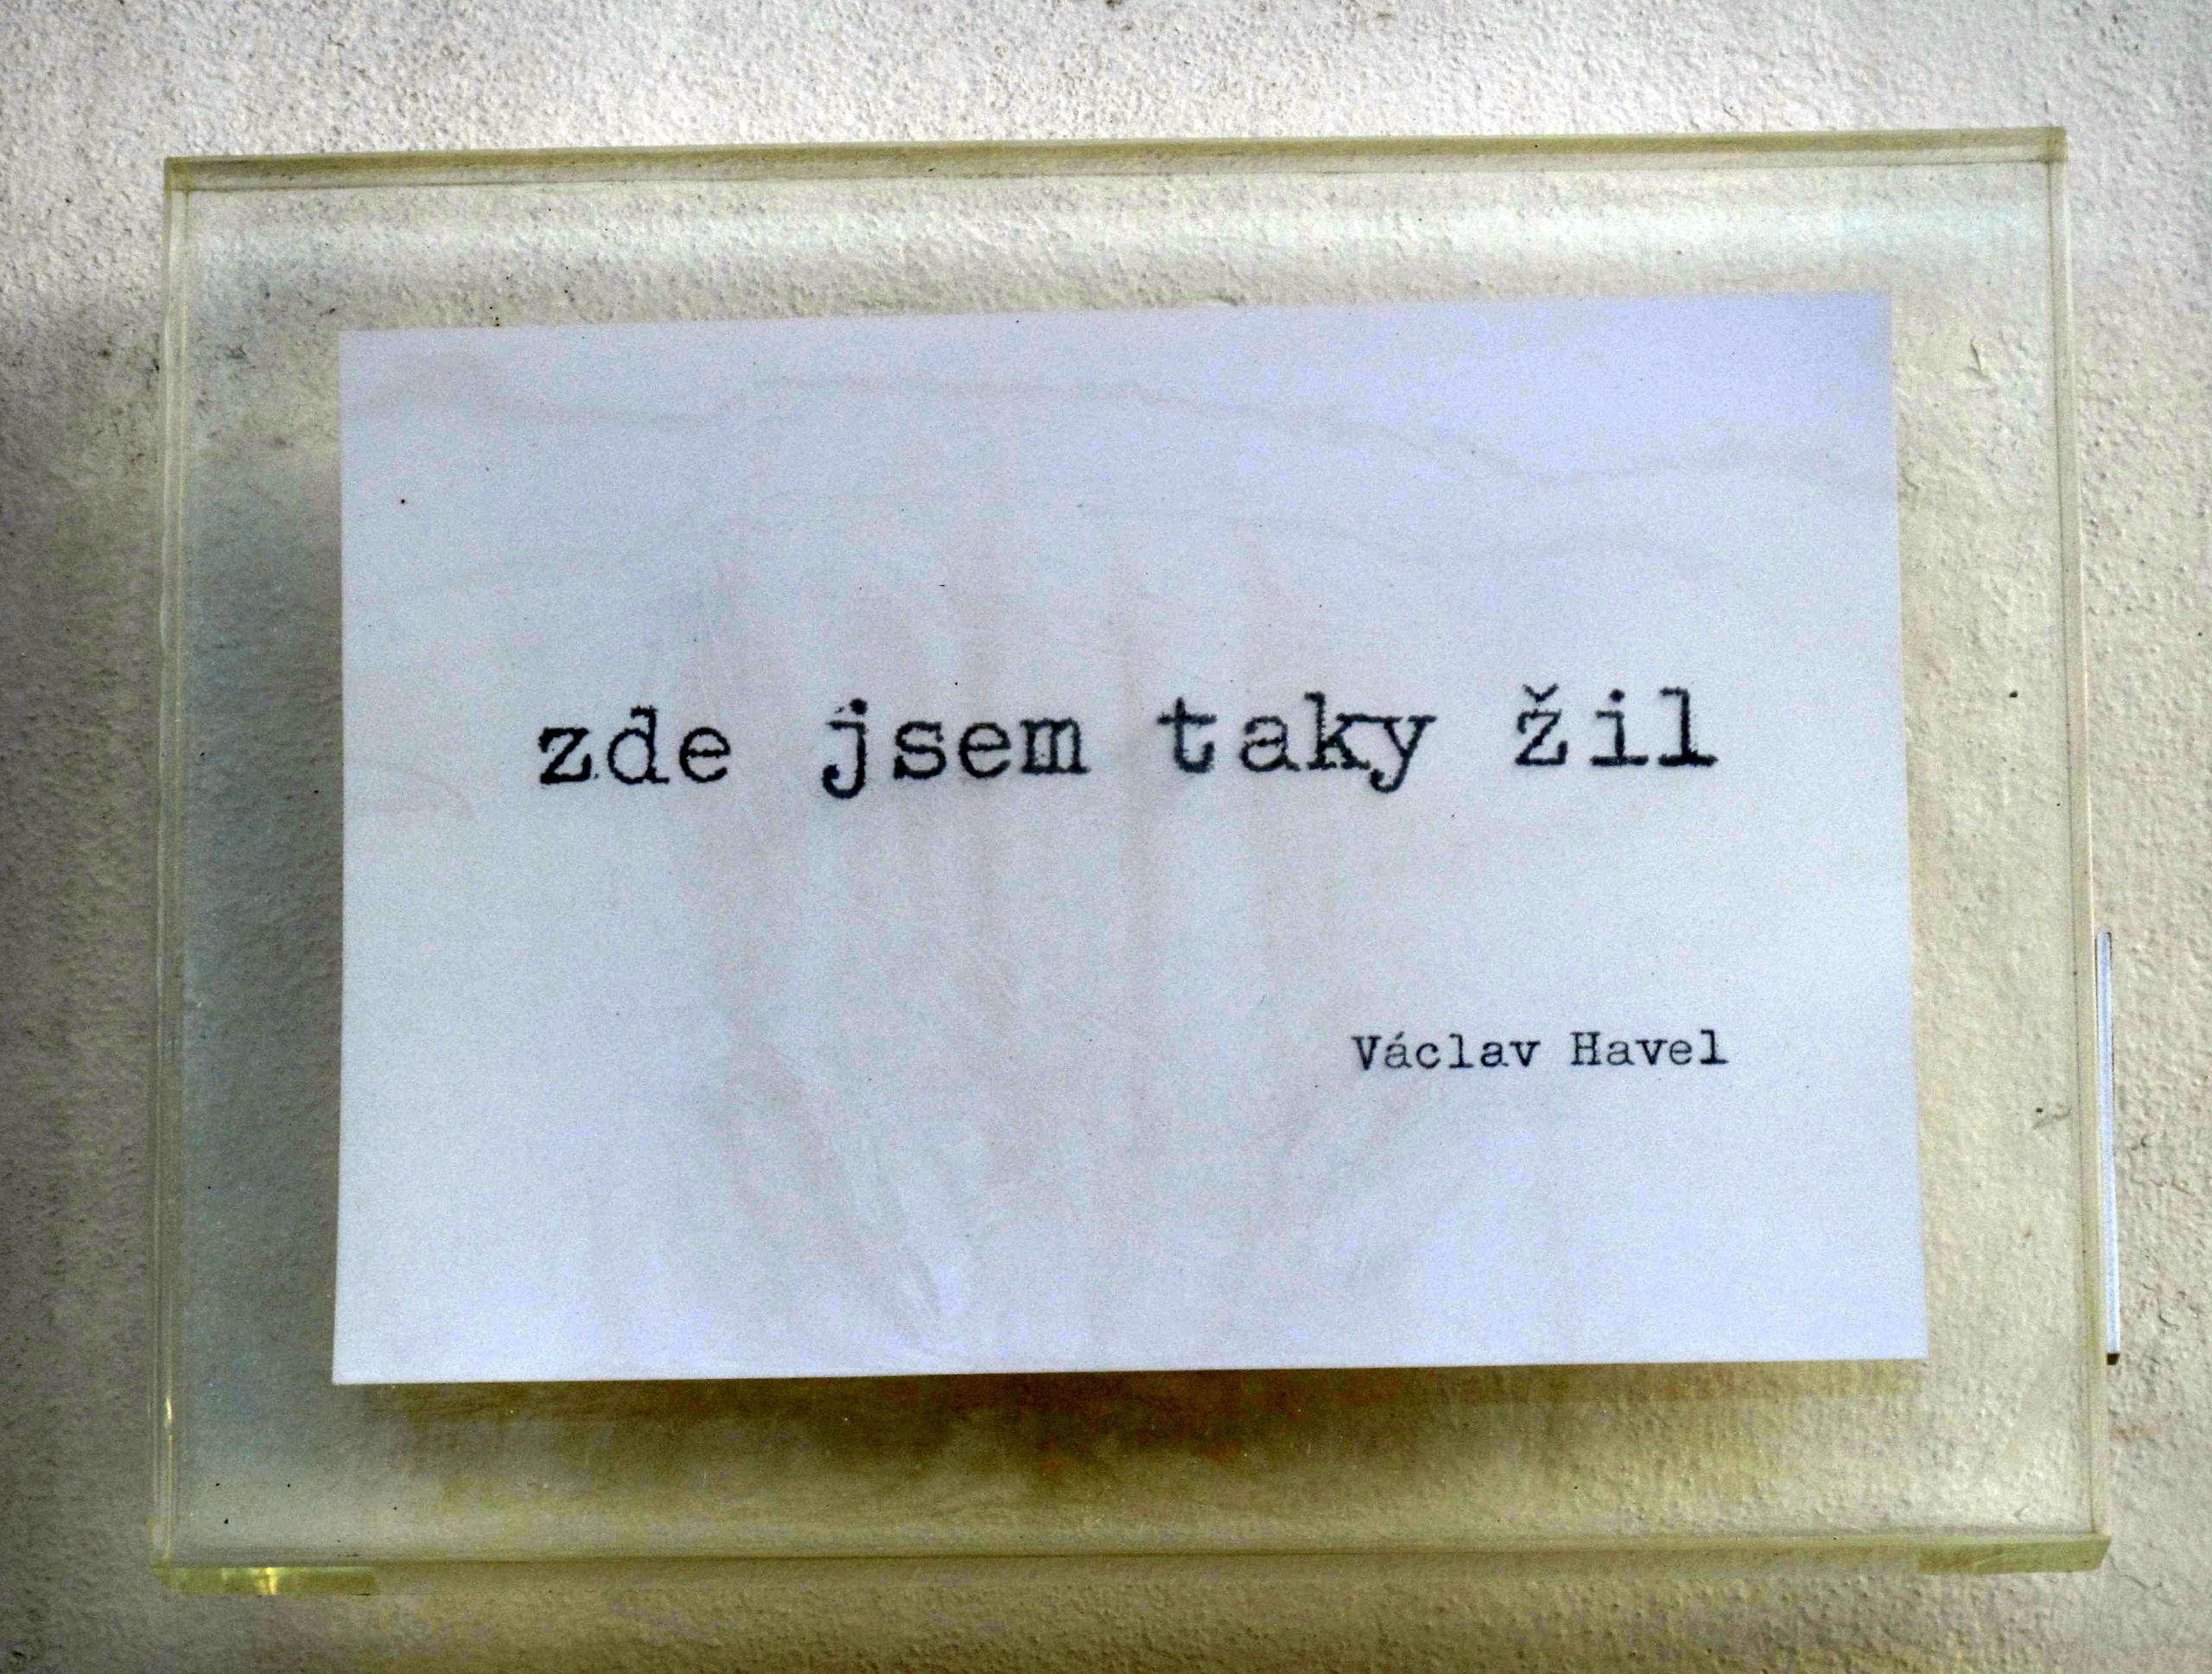 zde jsem taky žil
Václav Havel